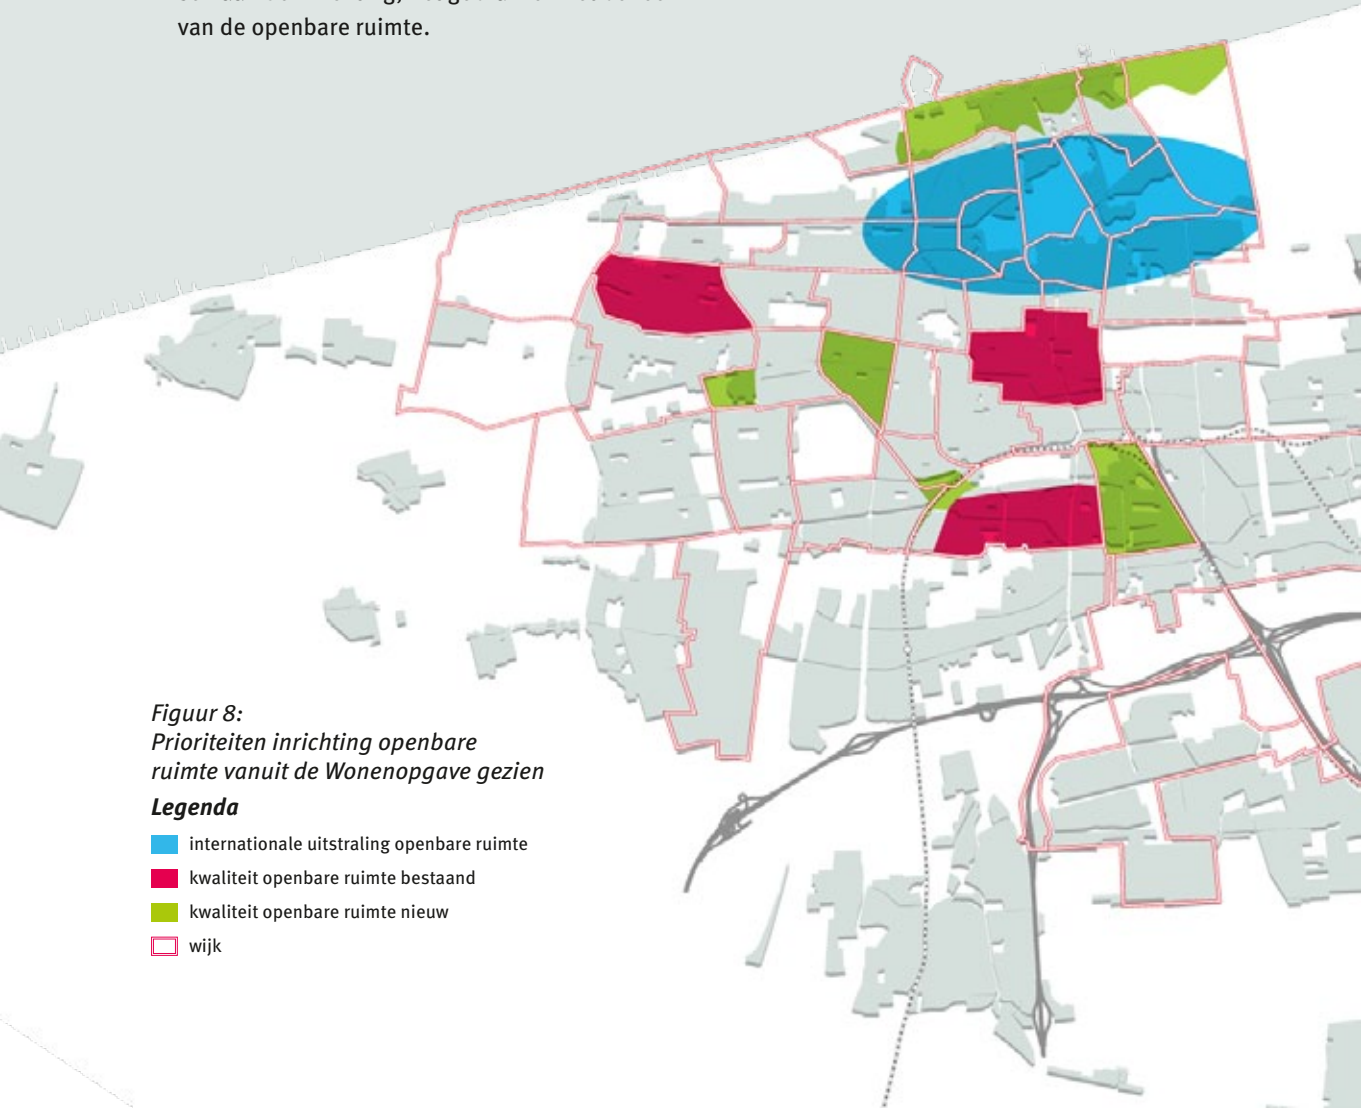 van de openbare ruimte.
Figuur 8:
Prioriteiten inrichting openbare
ruimte vanuit de Wonenopgave gezien
Legenda
internationale uitstraling openbare ruimte
kwaliteit openbare ruimte bestaand
kwaliteit openbare ruimte nieuw
wijk